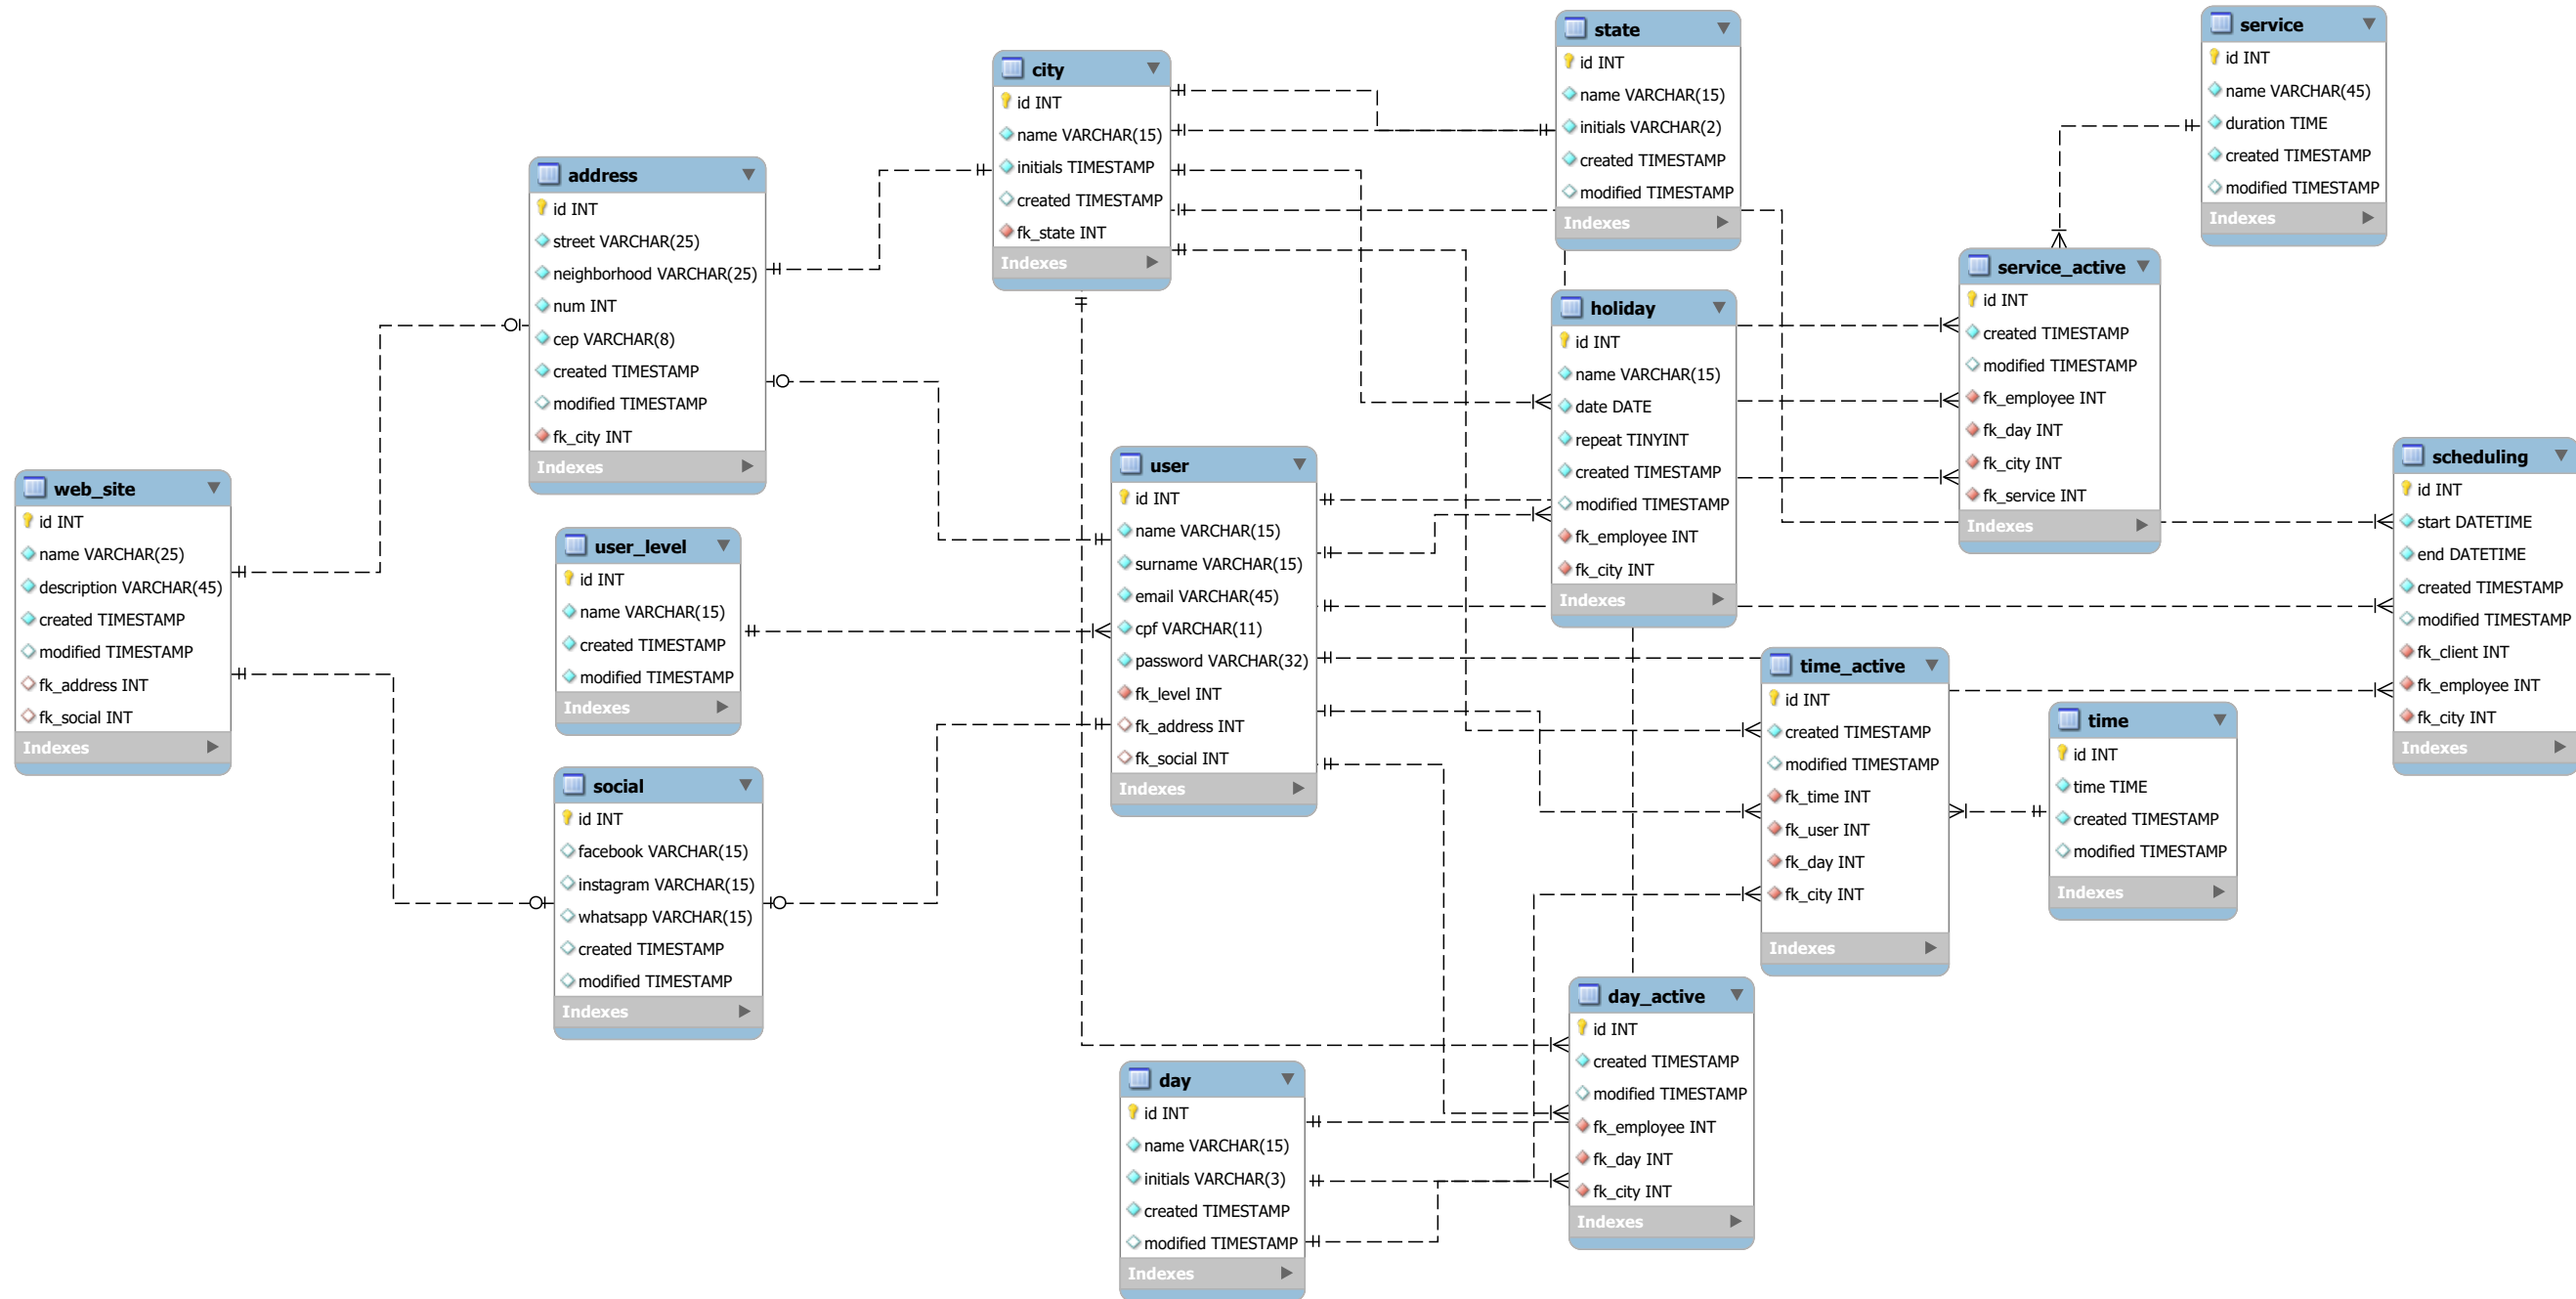 web_site
id INT
name VARCHAR(25)
description VARCHAR(45)
created TIMESTAMP
modified TIMESTAMP
fk_address INT
fk_social INT
Indexes
address
id INT
street VARCHAR(25)
neighborhood VARCHAR(25)
num INT
cep VARCHAR(8)
created TIMESTAMP
modified TIMESTAMP
fk_city INT
Indexes
user_level
id INT
name VARCHAR(15)
created TIMESTAMP
modified TIMESTAMP
Indexes
social
id INT
facebook VARCHAR(15)
instagram VARCHAR(15)
whatsapp VARCHAR(15)
created TIMESTAMP
modified TIMESTAMP
Indexes
city
id INT
name VARCHAR(15)
initials TIMESTAMP
created TIMESTAMP
fk_state INT
Indexes
user
id INT
name VARCHAR(15)
surname VARCHAR(15)
email VARCHAR(45)
cpf VARCHAR(11)
password VARCHAR(32)
fk_level INT
fk_address INT
fk_social INT
Indexes
day
id INT
name VARCHAR(15)
initials VARCHAR(3)
created TIMESTAMP
modified TIMESTAMP
Indexes
state
id INT
name VARCHAR(15)
initials VARCHAR(2)
created TIMESTAMP
modified TIMESTAMP
Indexes
holiday
id INT
name VARCHAR(15)
date DATE
repeat TINYINT
created TIMESTAMP
modified TIMESTAMP
fk_employee INT
fk_city INT
Indexes
day_active
id INT
created TIMESTAMP
modified TIMESTAMP
fk_employee INT
fk_day INT
fk_city INT
Indexes
time_active
id INT
created TIMESTAMP
modified TIMESTAMP
fk_time INT
fk_user INT
fk_day INT
fk_city INT
Indexes
service_active
id INT
created TIMESTAMP
modified TIMESTAMP
fk_employee INT
fk_day INT
fk_city INT
fk_service INT
Indexes
time
id INT
time TIME
created TIMESTAMP
modified TIMESTAMP
Indexes
service
id INT
name VARCHAR(45)
duration TIME
created TIMESTAMP
modified TIMESTAMP
Indexes
scheduling
id INT
start DATETIME
end DATETIME
created TIMESTAMP
modified TIMESTAMP
fk_client INT
fk_employee INT
fk_city INT
Indexes